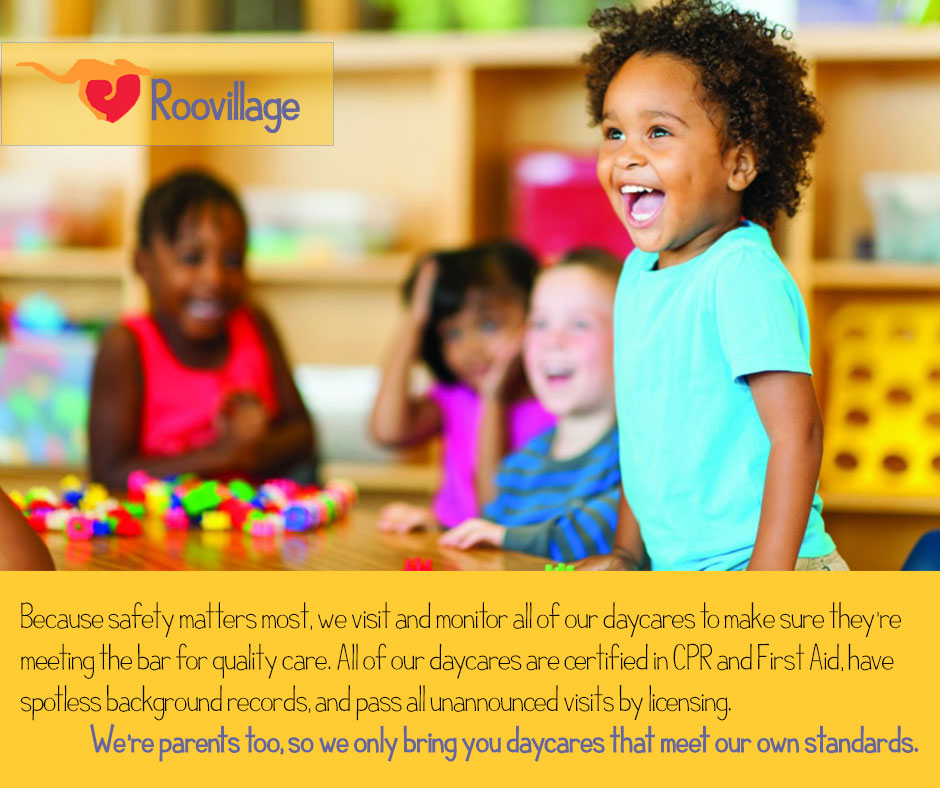 Roovillage
Because safety matters most, we visit and monitor all of our daycares to make sure they're
meeting the bar for quality care. All of our daycares are certified in CPR and First Aid, have
spotless background records, and pass all unannounced visits by licensing.
We're parents too, so we only bring you daycares that meet our own standards.